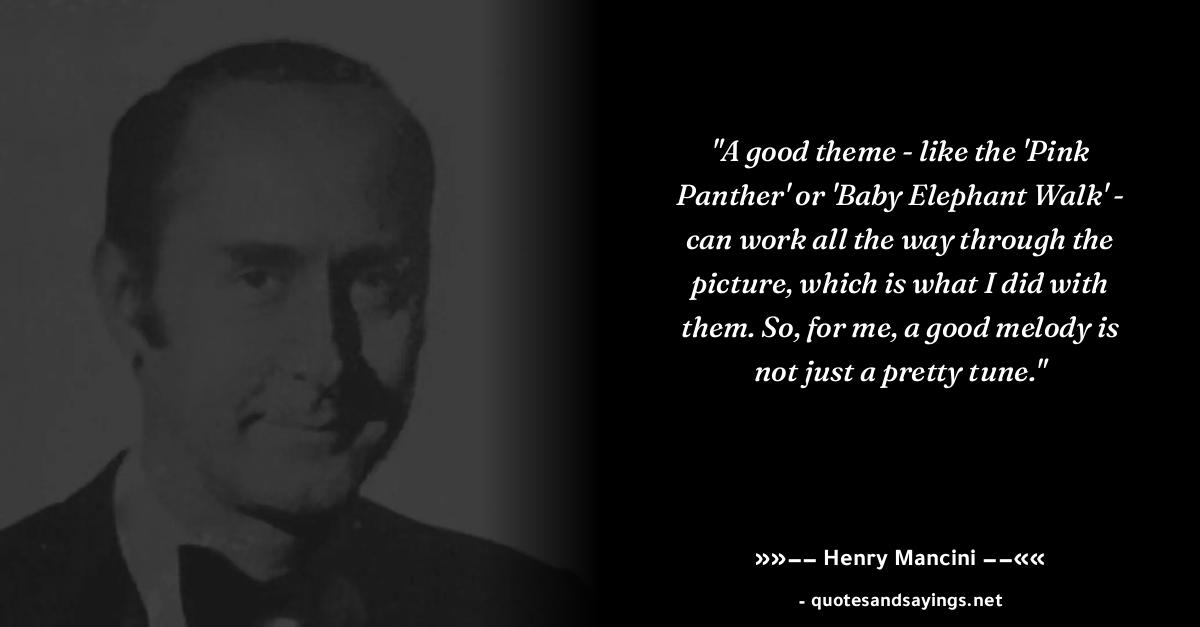 "A good theme - like the 'Pink
Panther' or 'Baby Elephant Walk' -
can work all the way through the
picture, which is what I did with
them. So, for me, a good melody is
not just a pretty tune."
»»−− Henry Mancini −−««
- quotesandsayings.net